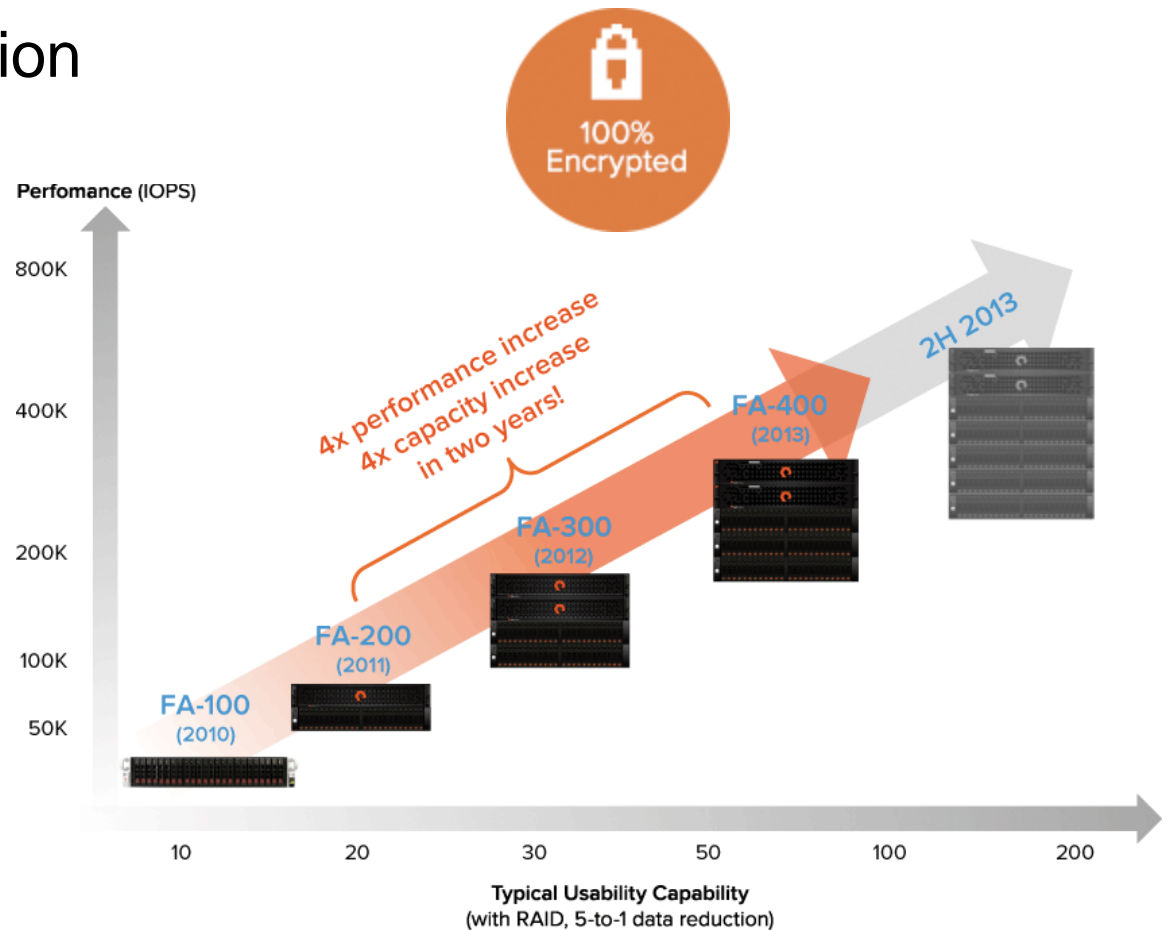 ion
100%
Encrypted
Perfomance (IOPS)
800K
400K
200K
100K
50K
4x performance increase
4x capacity increase
in two years!
2H 2013
FA-400
(2013)
FA-300
(2012)
FA-200
(2011)
FA-100
(2010)
10 20 30 50 100 200
Typical Usability Capability
(with RAID, 5-to-1 data reduction)